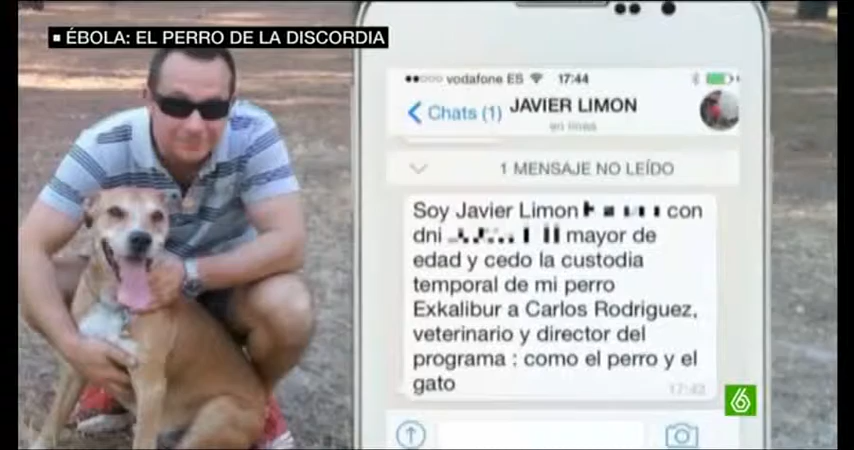 ÉBOLA: EL PERRO DE LA DISCORDIA
vodafone ES 17:44
Chats (1) JAVIER LIMON
en línea
1 MENSAJE NO LEÍDO
Soy Javier Limon con
dni mayor de
edad y cedo la custodia
temporal de mi perro
Exkalibur a Carlos Rodriguez,
veterinario y director del
programa : como el perro y el
gato
17:43
6